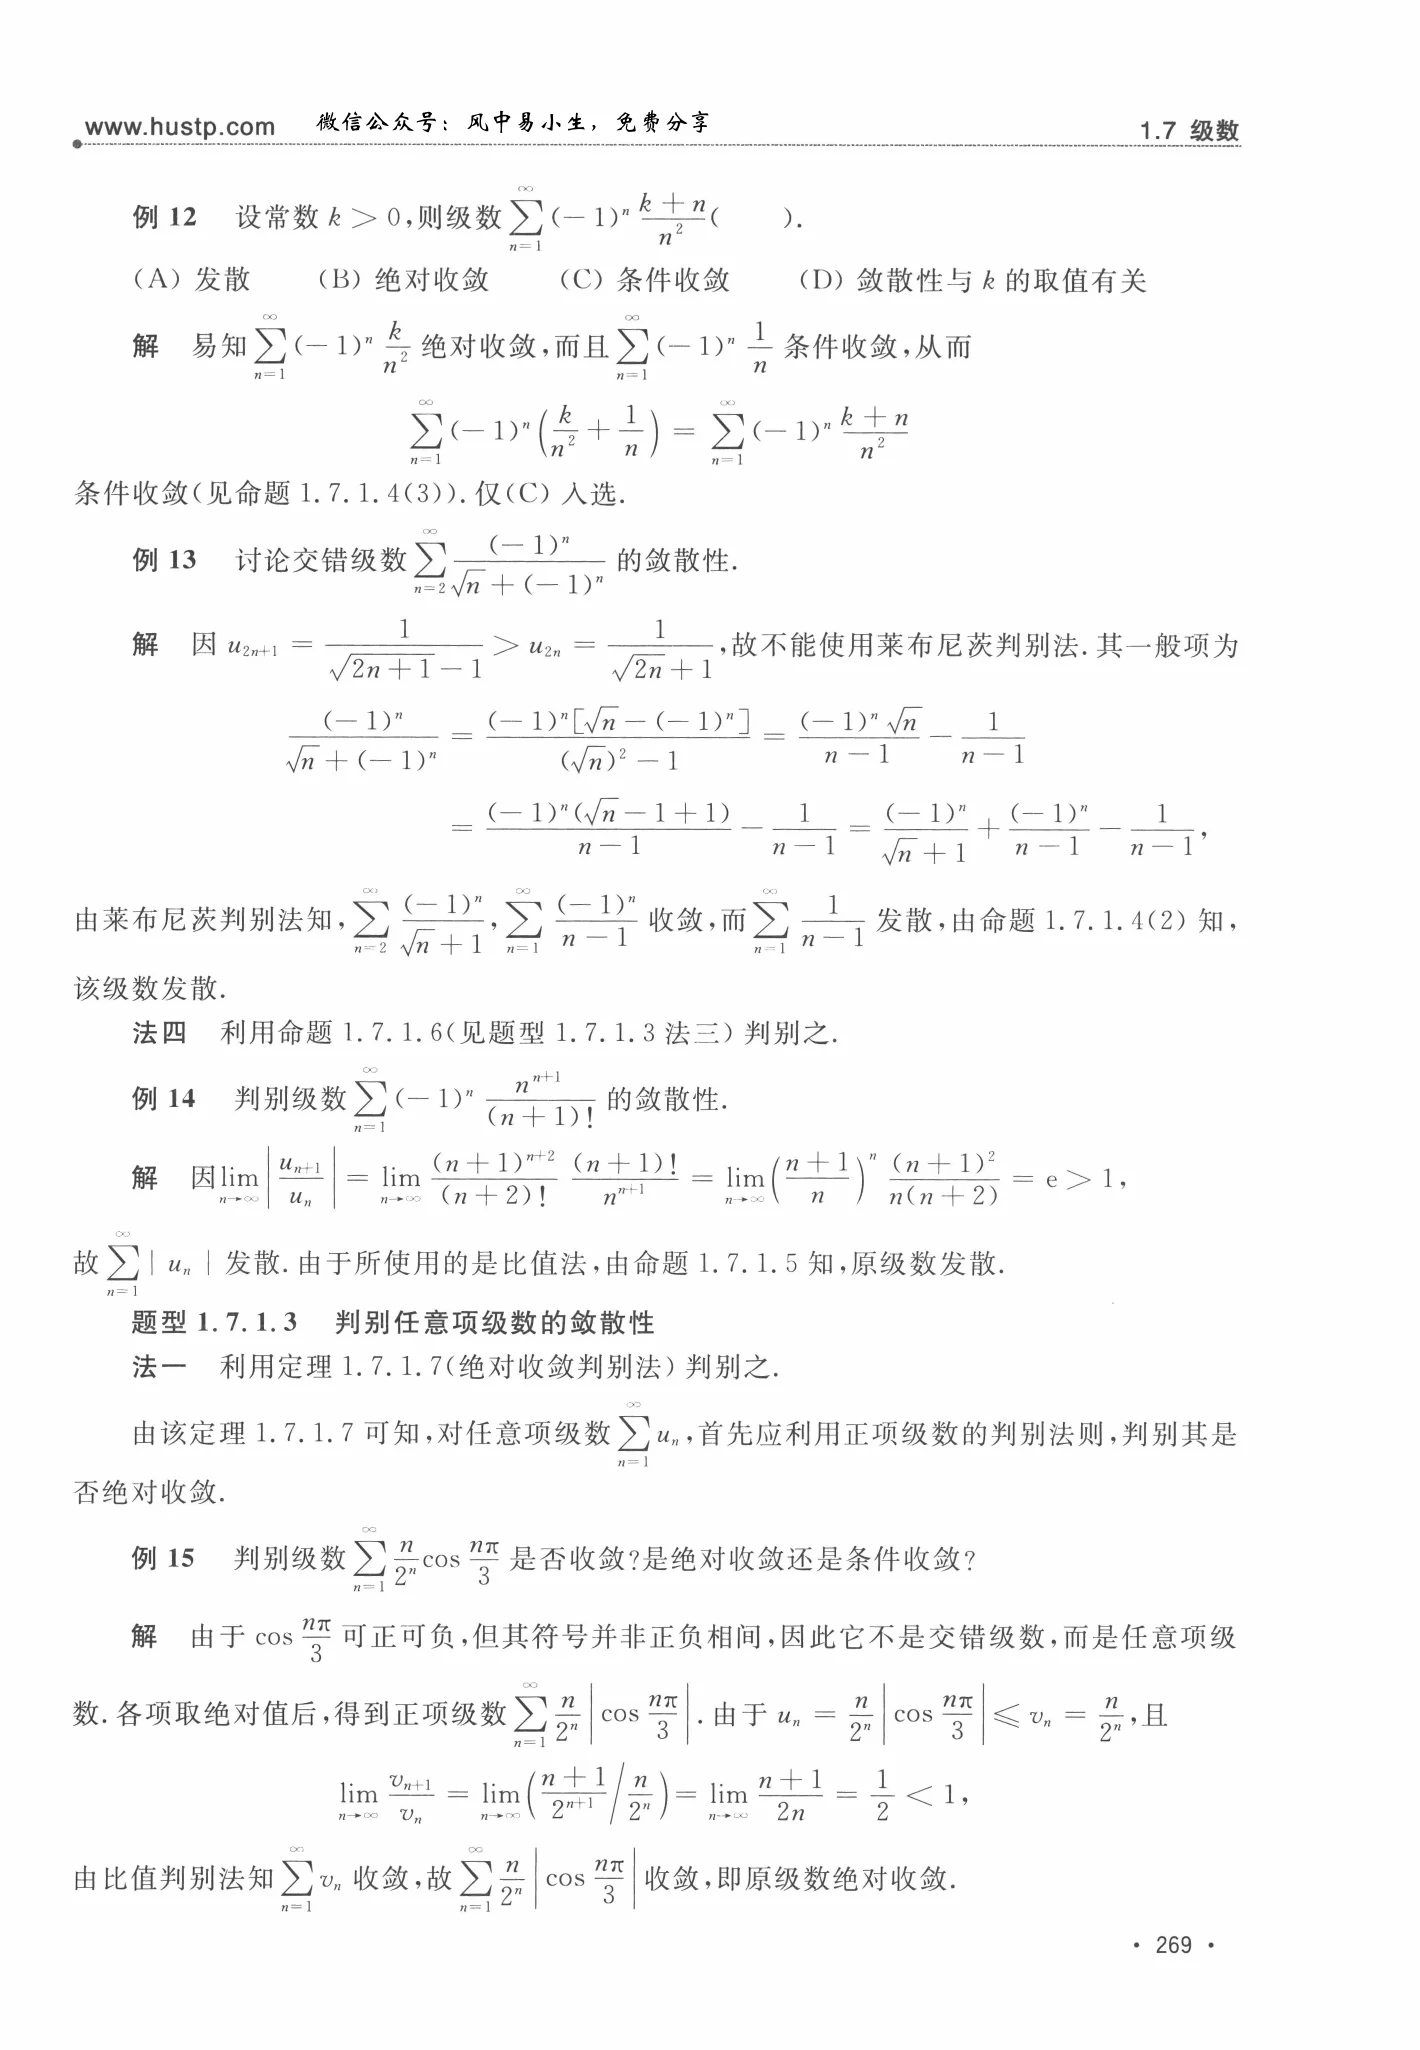 www.hustp.com 微信公众号：风中易小生，免费分享 1.7 级数
例 12 设常数 k > 0,则级数 $\sum_{n=1}^{\infty}(-1)^n\frac{k+n}{n^2}$( ).
(A) 发散 (B) 绝对收敛 (C) 条件收敛 (D) 敛散性与 k 的取值有关
解 易知 $\sum_{n=1}^{\infty}(-1)^n\frac{k}{n^2}$ 绝对收敛,而且 $\sum_{n=1}^{\infty}(-1)^n\frac{1}{n}$ 条件收敛,从而
$\sum_{n=1}^{\infty}(-1)^n\left(\frac{k}{n^2}+\frac{1}{n}\right)=\sum_{n=1}^{\infty}(-1)^n\frac{k+n}{n^2}$
条件收敛(见命题 1.7.1.4(3)).仅(C) 入选.
例 13 讨论交错级数 $\sum_{n=2}^{\infty}\frac{(-1)^n}{\sqrt{n}+(-1)^n}$ 的敛散性.
解 因 $u_{2n+1}=\frac{1}{\sqrt{2n+1}-1}>u_{2n}=\frac{1}{\sqrt{2n}+1}$,故不能使用莱布尼茨判别法.其一般项为
$\frac{(-1)^n}{\sqrt{n}+(-1)^n}=\frac{(-1)^n[\sqrt{n}-(-1)^n]}{(\sqrt{n})^2-1}=\frac{(-1)^n\sqrt{n}}{n-1}-\frac{1}{n-1}$
$=\frac{(-1)^n(\sqrt{n}-1+1)}{n-1}-\frac{1}{n-1}=\frac{(-1)^n}{\sqrt{n}+1}+\frac{(-1)^n}{n-1}-\frac{1}{n-1},$
由莱布尼茨判别法知, $\sum_{n=2}^{\infty}\frac{(-1)^n}{\sqrt{n}+1},\sum_{n=1}^{\infty}\frac{(-1)^n}{n-1}$ 收敛,而 $\sum_{n=1}^{\infty}\frac{1}{n-1}$ 发散,由命题 1.7.1.4(2) 知,
该级数发散.
法四 利用命题 1.7.1.6(见题型 1.7.1.3 法三) 判别之.
例 14 判别级数 $\sum_{n=1}^{\infty}(-1)^n\frac{n^{n+1}}{(n+1)!}$ 的敛散性.
解 因 $\lim_{n\to\infty}\left|\frac{u_{n+1}}{u_n}\right|=\lim_{n\to\infty}\frac{(n+1)^{n+2}}{(n+2)!}\frac{(n+1)!}{n^{n+1}}=\lim_{n\to\infty}\left(\frac{n+1}{n}\right)^n\frac{(n+1)^2}{n(n+2)}=e>1,$
故 $\sum_{n=1}^{\infty}|u_n|$ 发散.由于所使用的是比值法,由命题 1.7.1.5 知,原级数发散.
题型 1.7.1.3 判别任意项级数的敛散性
法一 利用定理 1.7.1.7(绝对收敛判别法) 判别之.
由该定理 1.7.1.7 可知,对任意项级数 $\sum_{n=1}^{\infty}u_n$,首先应利用正项级数的判别法则,判别其是
否绝对收敛.
例 15 判别级数 $\sum_{n=1}^{\infty}\frac{n}{2^n}\cos\frac{n\pi}{3}$ 是否收敛?是绝对收敛还是条件收敛?
解 由于 $\cos\frac{n\pi}{3}$ 可正可负,但其符号并非正负相间,因此它不是交错级数,而是任意项级
数.各项取绝对值后,得到正项级数 $\sum_{n=1}^{\infty}\frac{n}{2^n}\left|\cos\frac{n\pi}{3}\right|$.由于 $u_n=\frac{n}{2^n}\left|\cos\frac{n\pi}{3}\right|\leqslant v_n=\frac{n}{2^n}$,且
$\lim_{n\to\infty}\frac{v_{n+1}}{v_n}=\lim_{n\to\infty}\left(\frac{n+1}{2^{n+1}}\Big/\frac{n}{2^n}\right)=\lim_{n\to\infty}\frac{n+1}{2n}=\frac{1}{2}<1,$
由比值判别法知 $\sum_{n=1}^{\infty}v_n$ 收敛,故 $\sum_{n=1}^{\infty}\frac{n}{2^n}\left|\cos\frac{n\pi}{3}\right|$ 收敛,即原级数绝对收敛.
· 269 ·